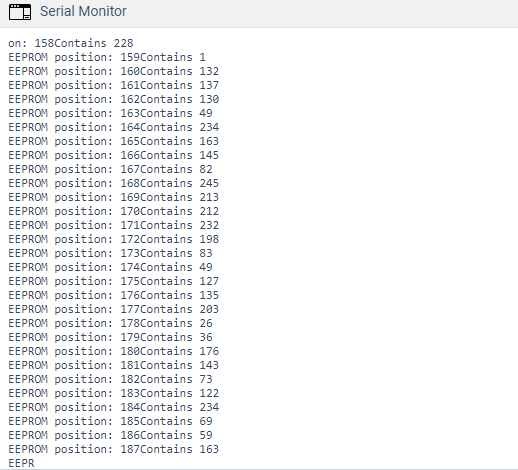 Serial Monitor
on: 158Contains 228
EEPROM position: 159Contains 1
EEPROM position: 160Contains 132
EEPROM position: 161Contains 137
EEPROM position: 162Contains 130
EEPROM position: 163Contains 49
EEPROM position: 164Contains 234
EEPROM position: 165Contains 163
EEPROM position: 166Contains 145
EEPROM position: 167Contains 82
EEPROM position: 168Contains 245
EEPROM position: 169Contains 213
EEPROM position: 170Contains 212
EEPROM position: 171Contains 232
EEPROM position: 172Contains 198
EEPROM position: 173Contains 83
EEPROM position: 174Contains 49
EEPROM position: 175Contains 127
EEPROM position: 176Contains 135
EEPROM position: 177Contains 203
EEPROM position: 178Contains 26
EEPROM position: 179Contains 36
EEPROM position: 180Contains 176
EEPROM position: 181Contains 143
EEPROM position: 182Contains 73
EEPROM position: 183Contains 122
EEPROM position: 184Contains 234
EEPROM position: 185Contains 69
EEPROM position: 186Contains 59
EEPROM position: 187Contains 163
EEPR